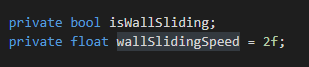 private bool isWallSliding;
private float wallSlidingSpeed = 2f;